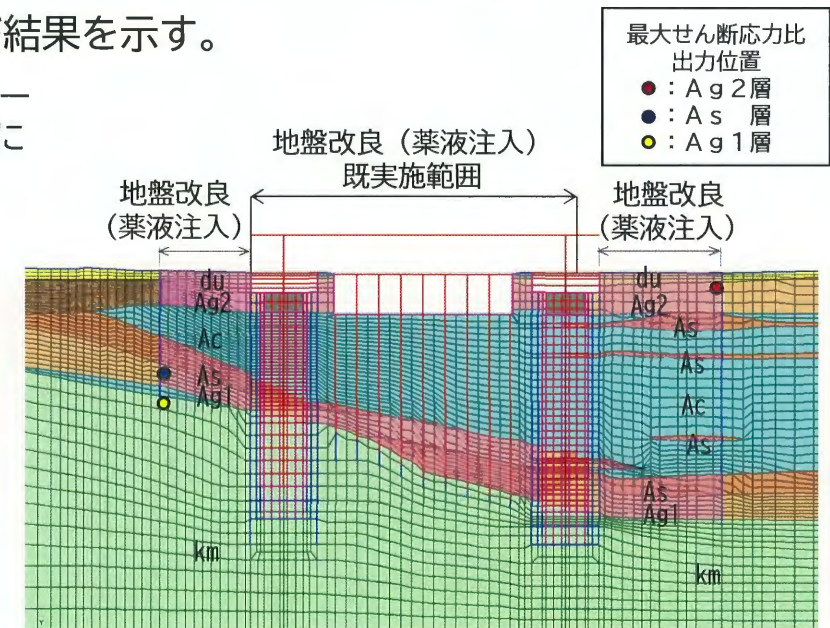 結果を示す。
に
最大せん断応力比
出力位置
●：Ａｇ２層
●：Ａｓ　層
●：Ａｇ１層
地盤改良（薬液注入）
既実施範囲
地盤改良
（薬液注入）
地盤改良
（薬液注入）
du
Ag2
Ac
As
Ag1
km
du
Ag2
As
As
Ac
As
As
Ag1
km